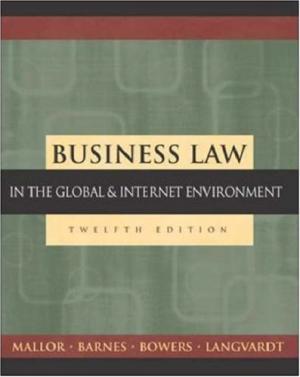 BUSINESS LAW
IN THE GLOBAL & INTERNET ENVIRONMENT
TWELFTH EDITION
MALLOR · BARNES · BOWERS · LANGVARDT